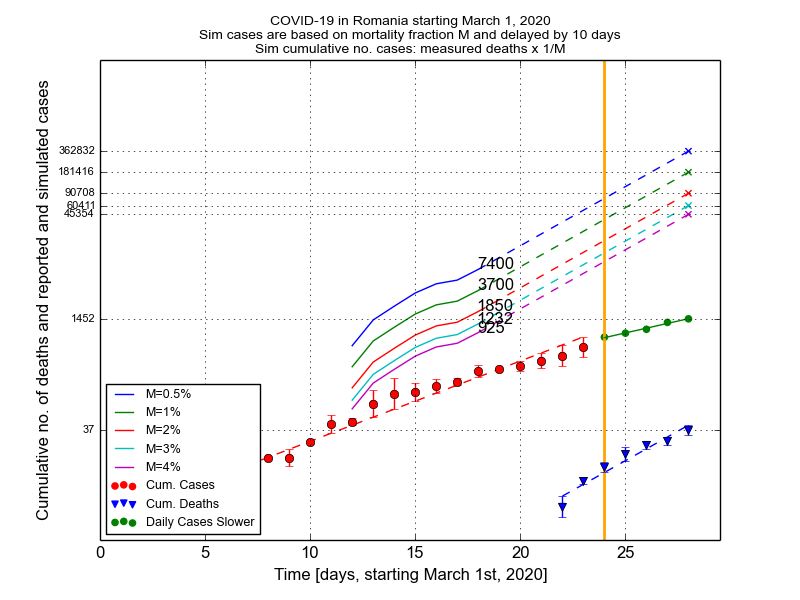 COVID-19 in Romania starting March 1, 2020
Sim cases are based on mortality fraction M and delayed by 10 days
Sim cumulative no. cases: measured deaths x 1/M
Cumulative no. of deaths and reported and simulated cases
362832
181416
90708
60411
45354
1452
37
7400
3700
1850
1232
925
M=0.5%
M=1%
M=2%
M=3%
M=4%
Cum. Cases
Cum. Deaths
Daily Cases Slower
0 5 10 15 20 25
Time [days, starting March 1st, 2020]